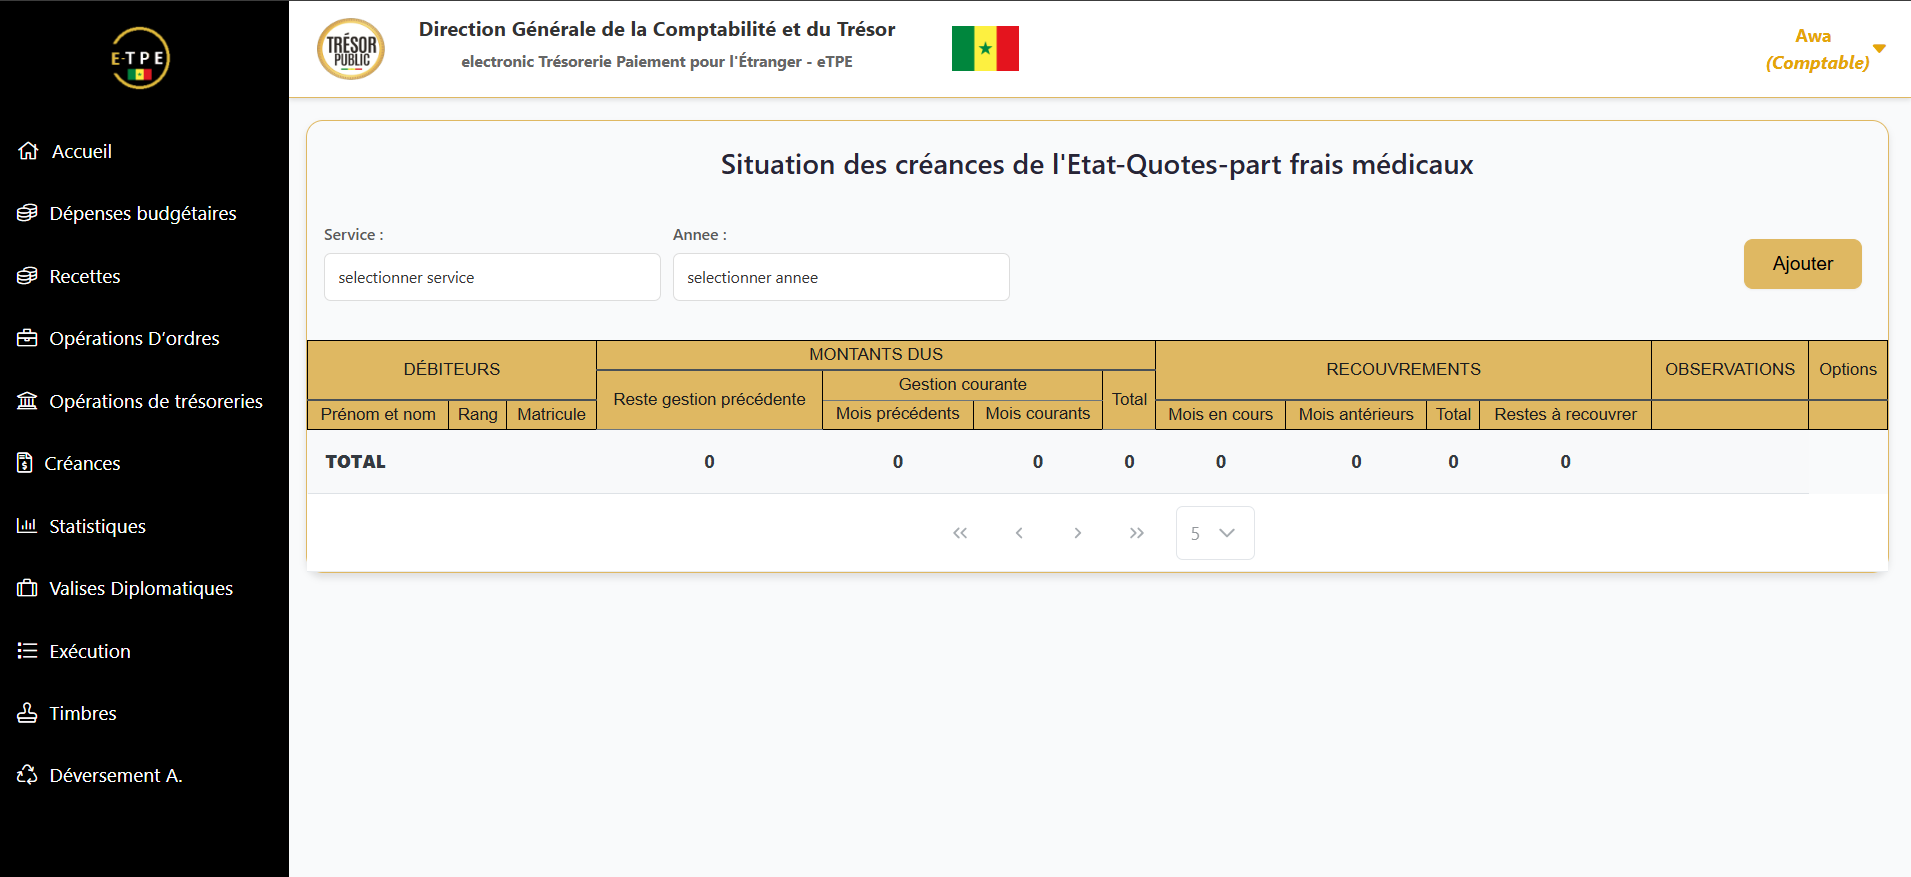 E-TPE
Accueil
Dépenses budgétaires
Recettes
Opérations D’ordres
Opérations de trésoreries
Créances
Statistiques
Valises Diplomatiques
Exécution
Timbres
Déversement A.
TRÉSOR
PUBLIC
Direction Générale de la Comptabilité et du Trésor
electronic Trésorerie Paiement pour l'Étranger - eTPE
Awa
(Comptable)
Situation des créances de l'Etat-Quotes-part frais médicaux
Service : Annee :
selectionner service selectionner annee
Ajouter
DÉBITEURS MONTANTS DUS RECOUVREMENTS OBSERVATIONS Options
Reste gestion précédente Gestion courante Total
Prénom et nom Rang Matricule Mois précédents Mois courants Mois en cours Mois antérieurs Total Restes à recouvrer
TOTAL 0 0 0 0 0 0 0 0
5